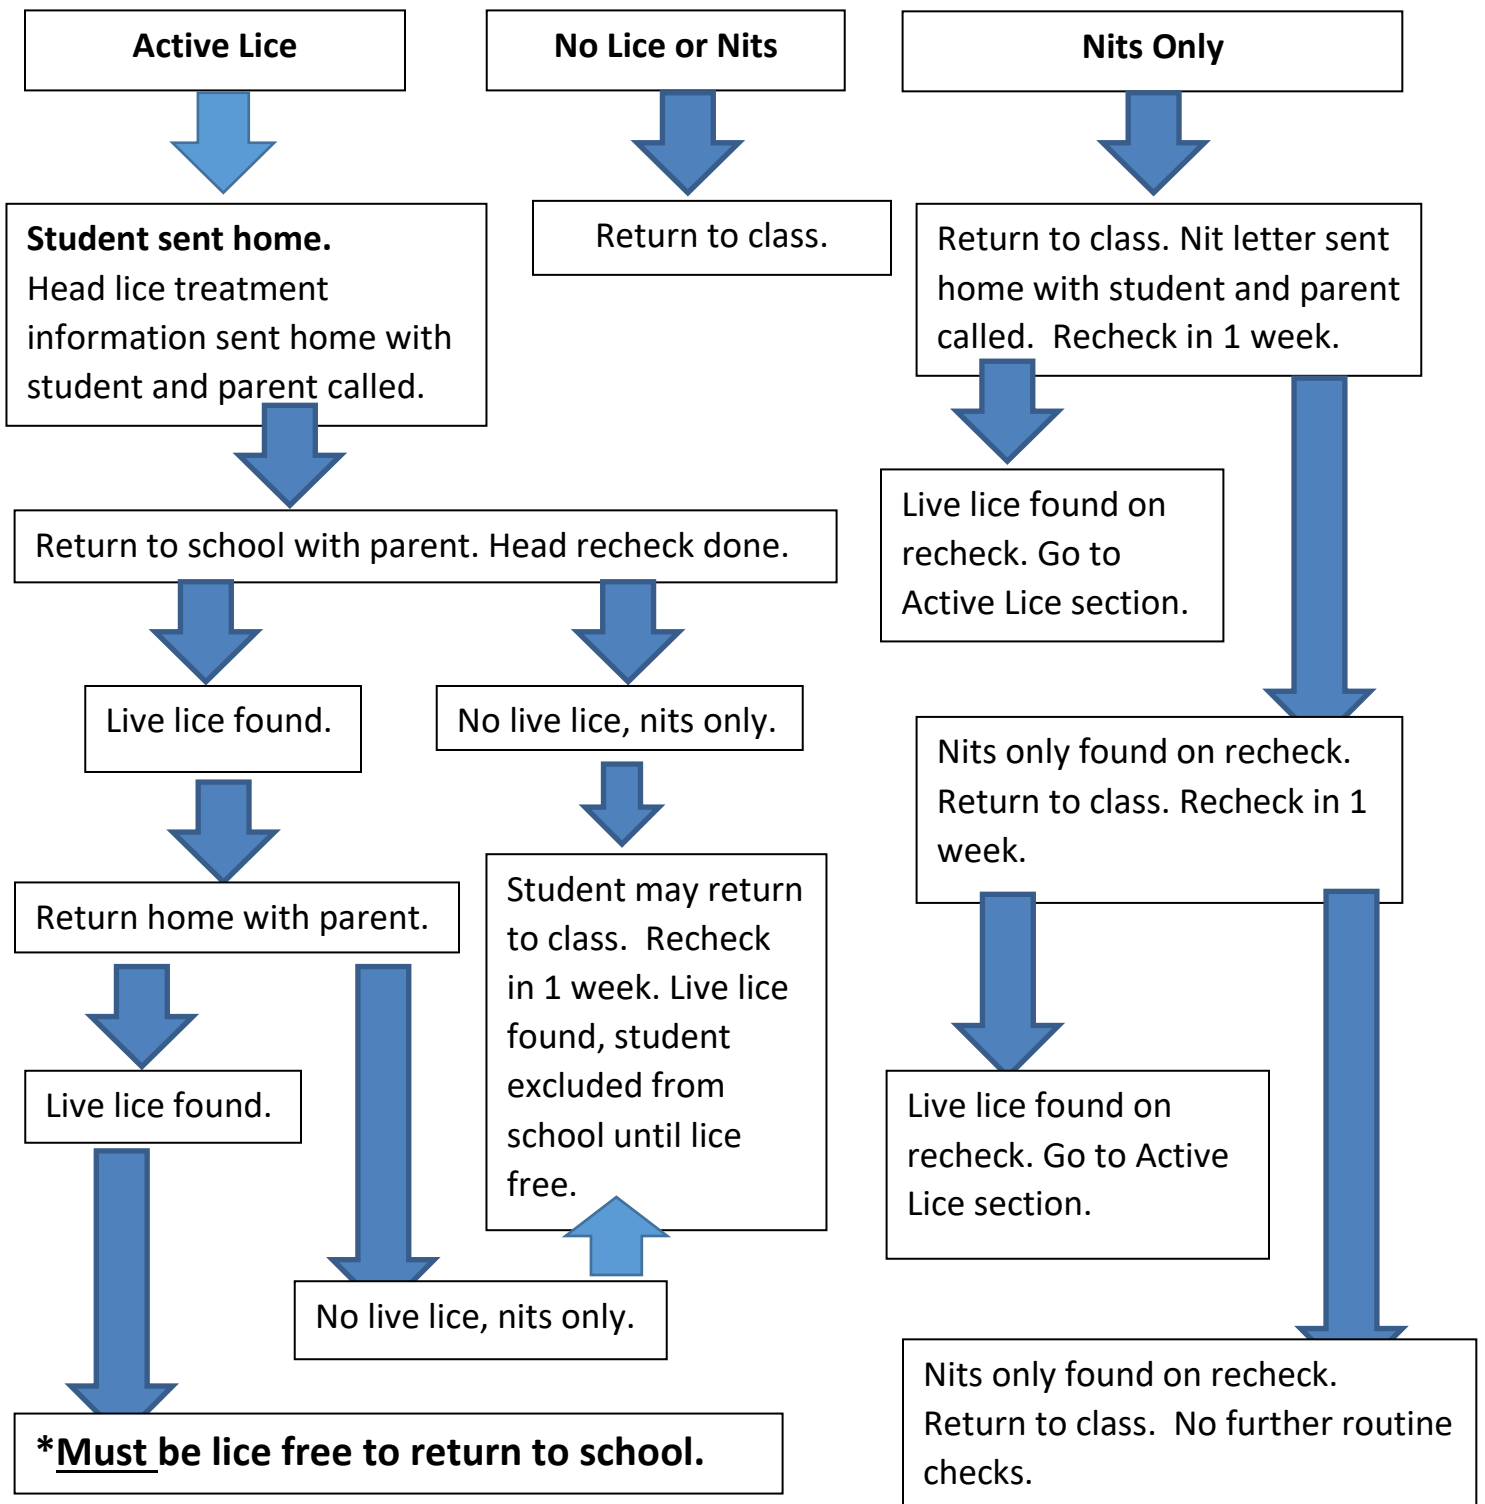 Active Lice
No Lice or Nits
Nits Only
Student sent home.
Head lice treatment
information sent home with
student and parent called.
Return to class.
Return to class. Nit letter sent
home with student and parent
called.  Recheck in 1 week.
Return to school with parent. Head recheck done.
Live lice found on
recheck. Go to
Active Lice section.
Live lice found.
No live lice, nits only.
Nits only found on recheck.
Return to class. Recheck in 1
week.
Return home with parent.
Student may return
to class.  Recheck
in 1 week. Live lice
found, student
excluded from
school until lice
free.
Live lice found.
Live lice found on
recheck. Go to Active
Lice section.
No live lice, nits only.
Nits only found on recheck.
Return to class.  No further routine
checks.
*Must be lice free to return to school.